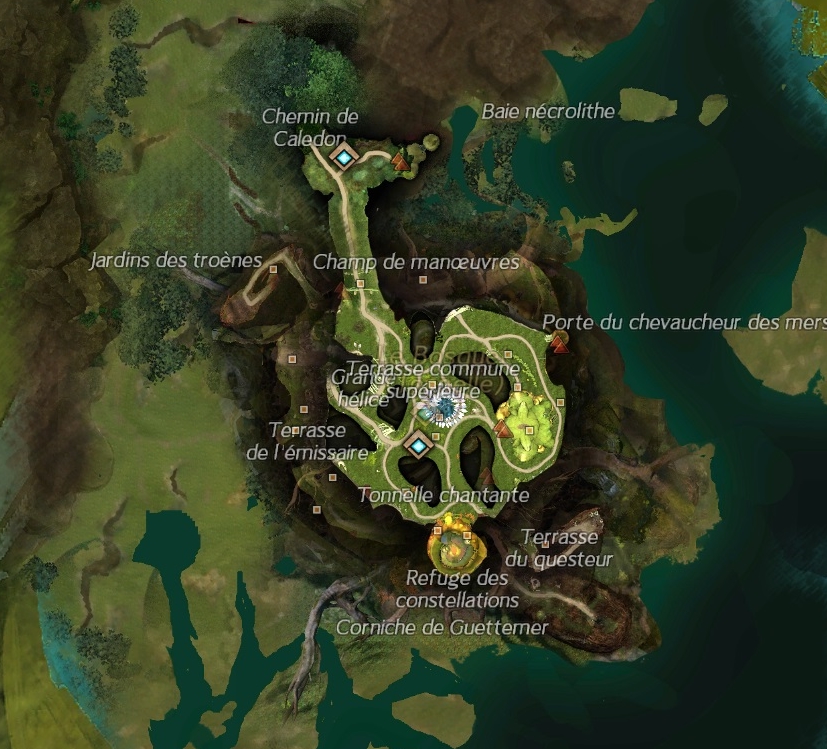 Chemin de
Caledon
Baie nécrolithe
Jardins des troènes
Champ de manœuvres
Porte du chevaucheur des mers
Terrasse commune
supérieure
Grande
hélice
Terrasse
de l'émissaire
Tonnelle chantante
Terrasse
du questeur
Refuge des
constellations
Corniche de Guettemer